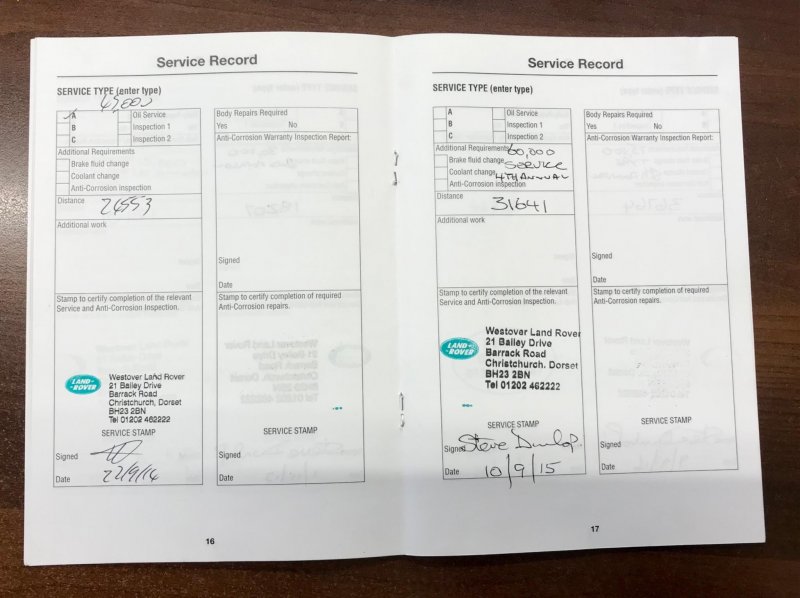 Service Record
SERVICE TYPE (enter type)
45000
A Oil Service
B Inspection 1
C Inspection 2
Additional Requirements
Brake fluid change
Coolant change
Anti-Corrosion inspection
Distance
26553
Additional work
Stamp to certify completion of the relevant
Service and Anti-Corrosion Inspection.
LAND-
-ROVER
Westover Land Rover
21 Bailey Drive
Barrack Road
Christchurch, Dorset
BH23 2BN
Tel 01202 462222
SERVICE STAMP
Signed
Date 22/9/14
Body Repairs Required
Yes No
Anti-Corrosion Warranty Inspection Report:
Signed
Date
Stamp to certify completion of required
Anti-Corrosion repairs.
SERVICE STAMP
Signed
Date
16
Service Record
SERVICE TYPE (enter type)
A Oil Service
B Inspection 1
C Inspection 2
Additional Requirements 60,000
Brake fluid change SERVICE
Coolant change 4TH ANNUAL
Anti-Corrosion inspection
Distance
31641
Additional work
Stamp to certify completion of the relevant
Service and Anti-Corrosion Inspection.
LAND-
-ROVER
Westover Land Rover
21 Bailey Drive
Barrack Road
Christchurch, Dorset
BH23 2BN
Tel 01202 462222
SERVICE STAMP
Signed Steve Dunlop.
Date 10/9/15
Body Repairs Required
Yes No
Anti-Corrosion Warranty Inspection Report:
Signed
Date
Stamp to certify completion of required
Anti-Corrosion repairs.
SERVICE STAMP
Signed
Date
17